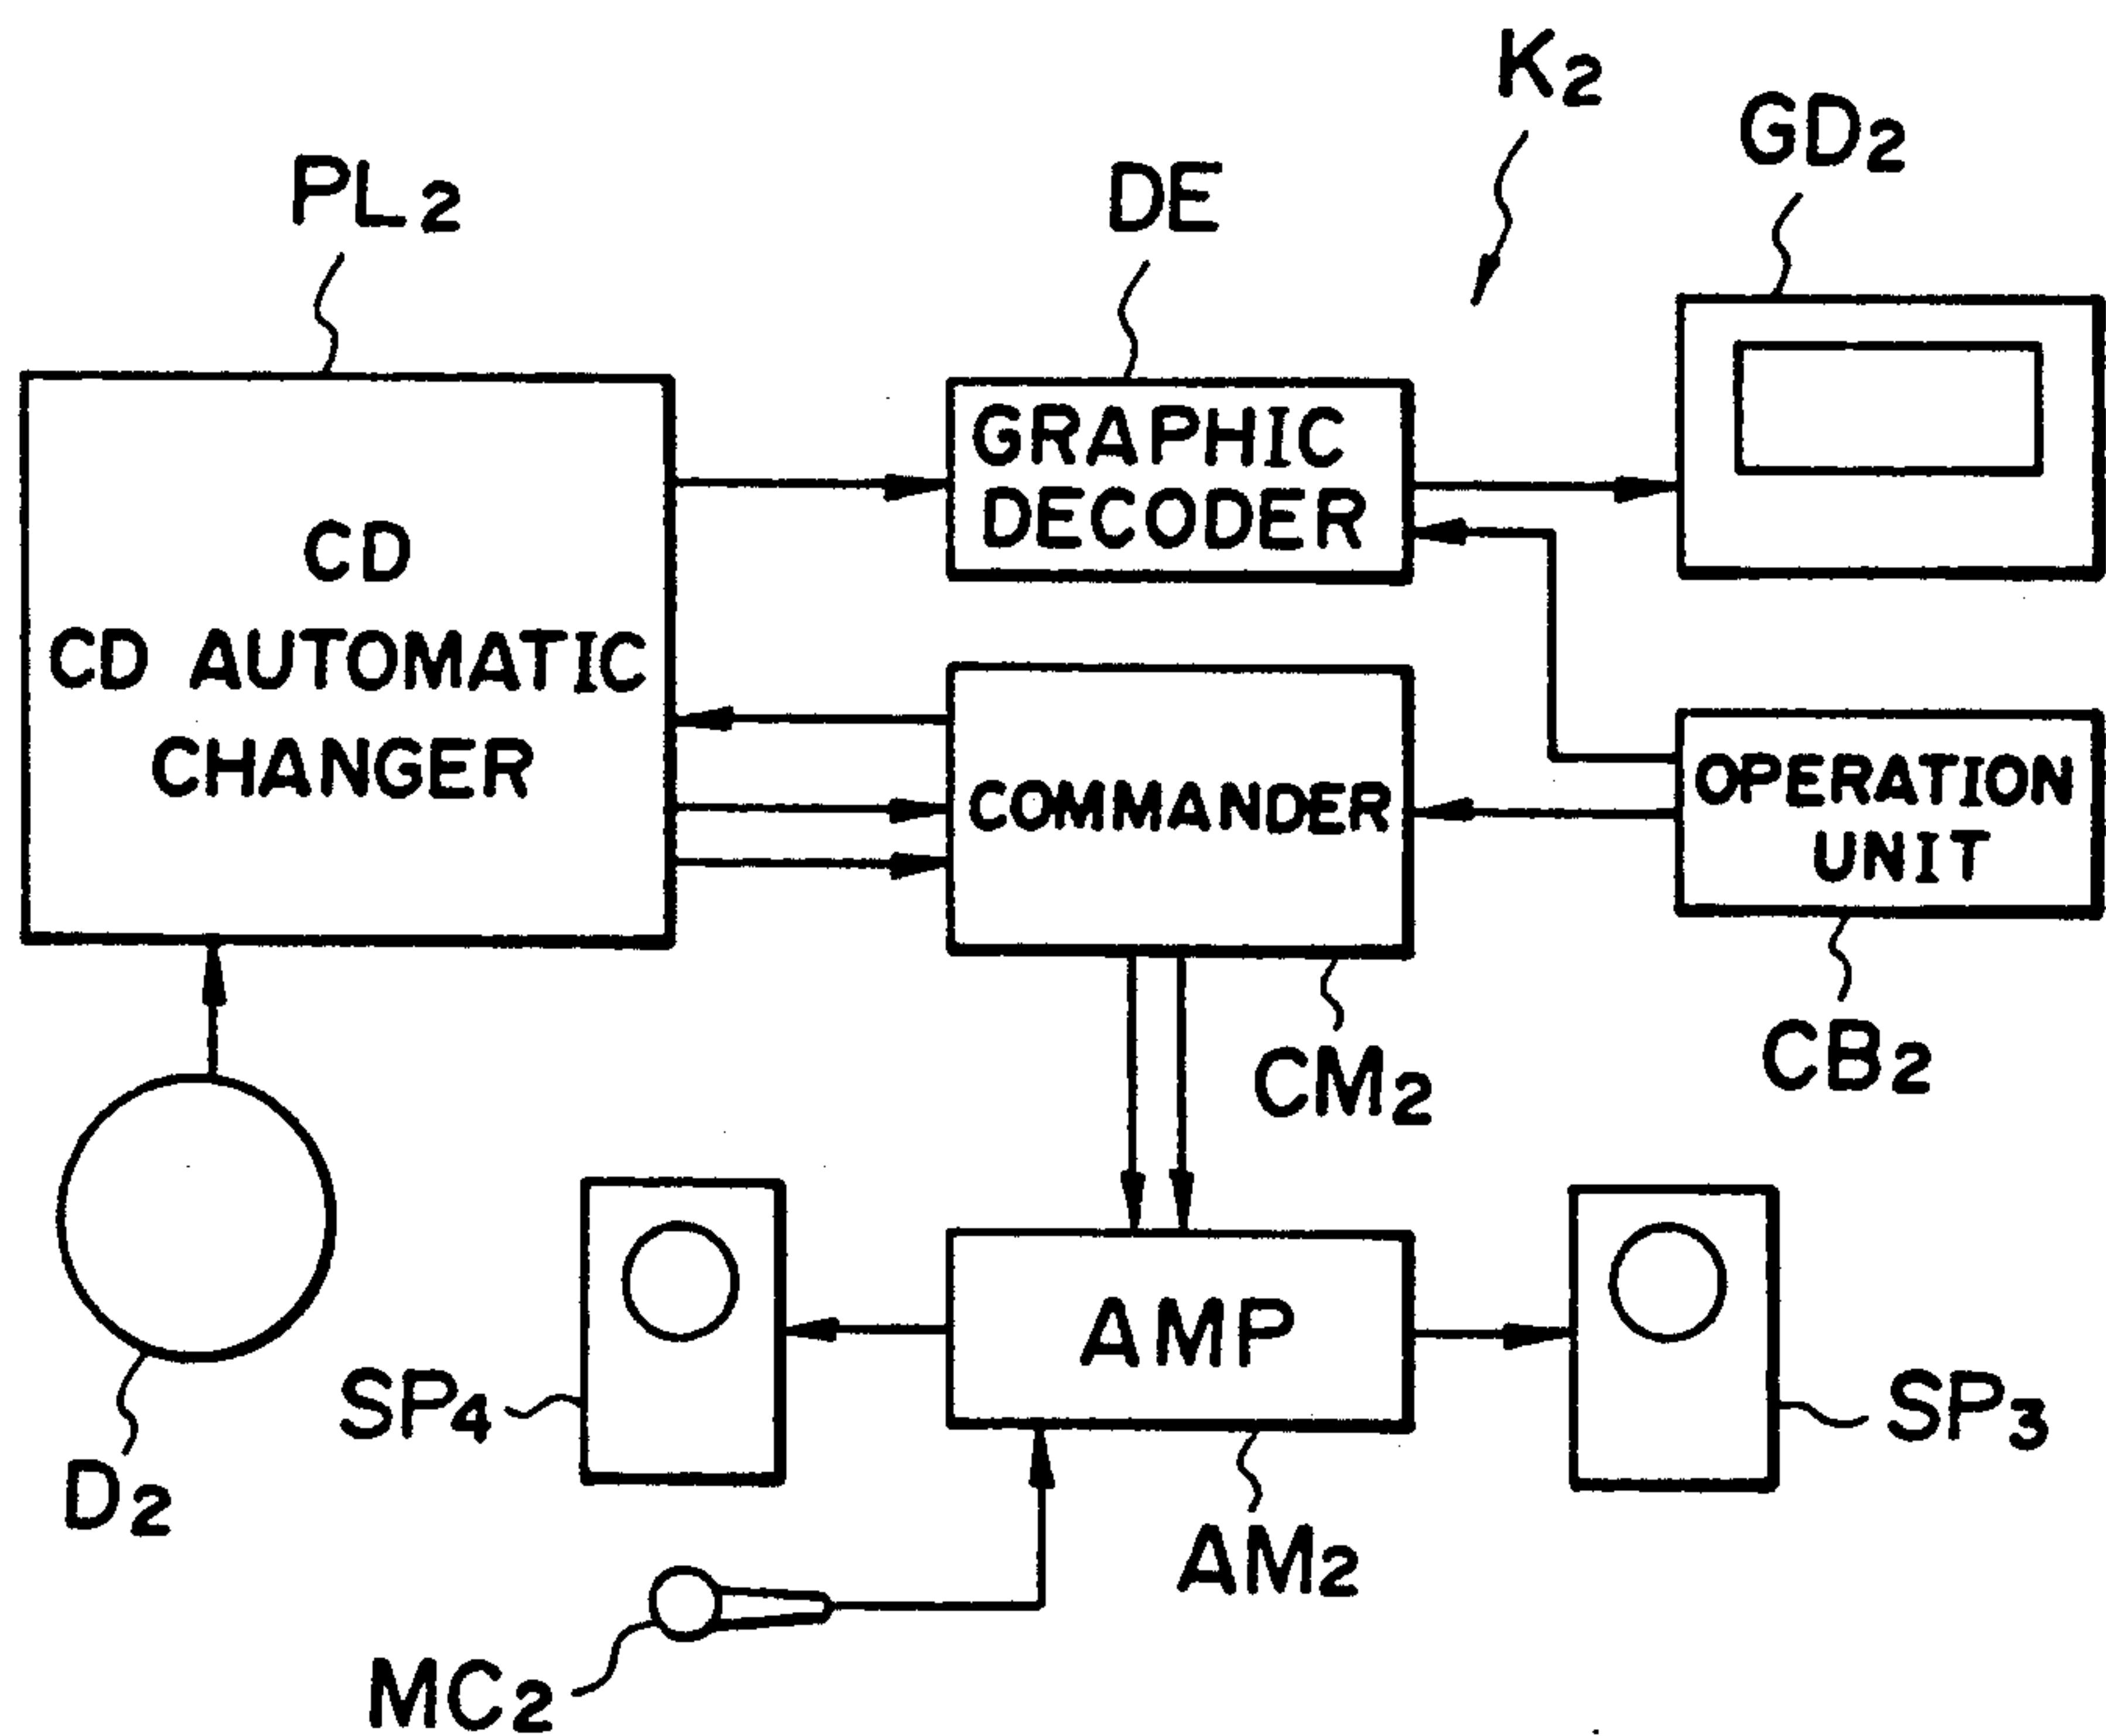 K2
GD2
PL2
DE
GRAPHIC
DECODER
CD
CD AUTOMATIC
CHANGER
COMMANDER
OPERATION
UNIT
CM2
CB2
AMP
SP4
SP3
D2
AM2
MC2